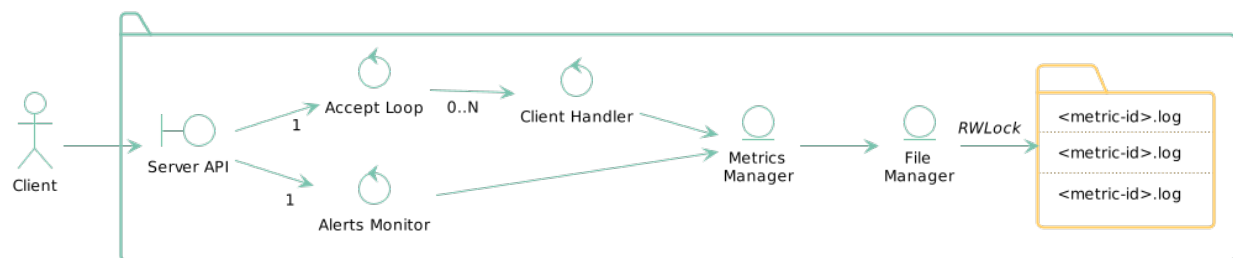 Client
Server API
1
1
Accept Loop
0..N
Client Handler
Alerts Monitor
Metrics
Manager
File
Manager
RWLock
<metric-id>.log
<metric-id>.log
<metric-id>.log